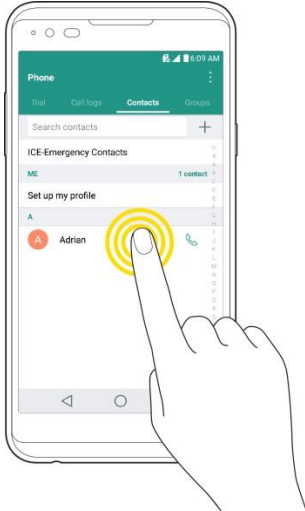 6:09 AM
Phone
Dial Call logs Contacts Groups
Search contacts
ICE-Emergency Contacts
ME 1 contact
Set up my profile
A
A Adrian
H
I
J
K
L
M
N
O
P
Q
R